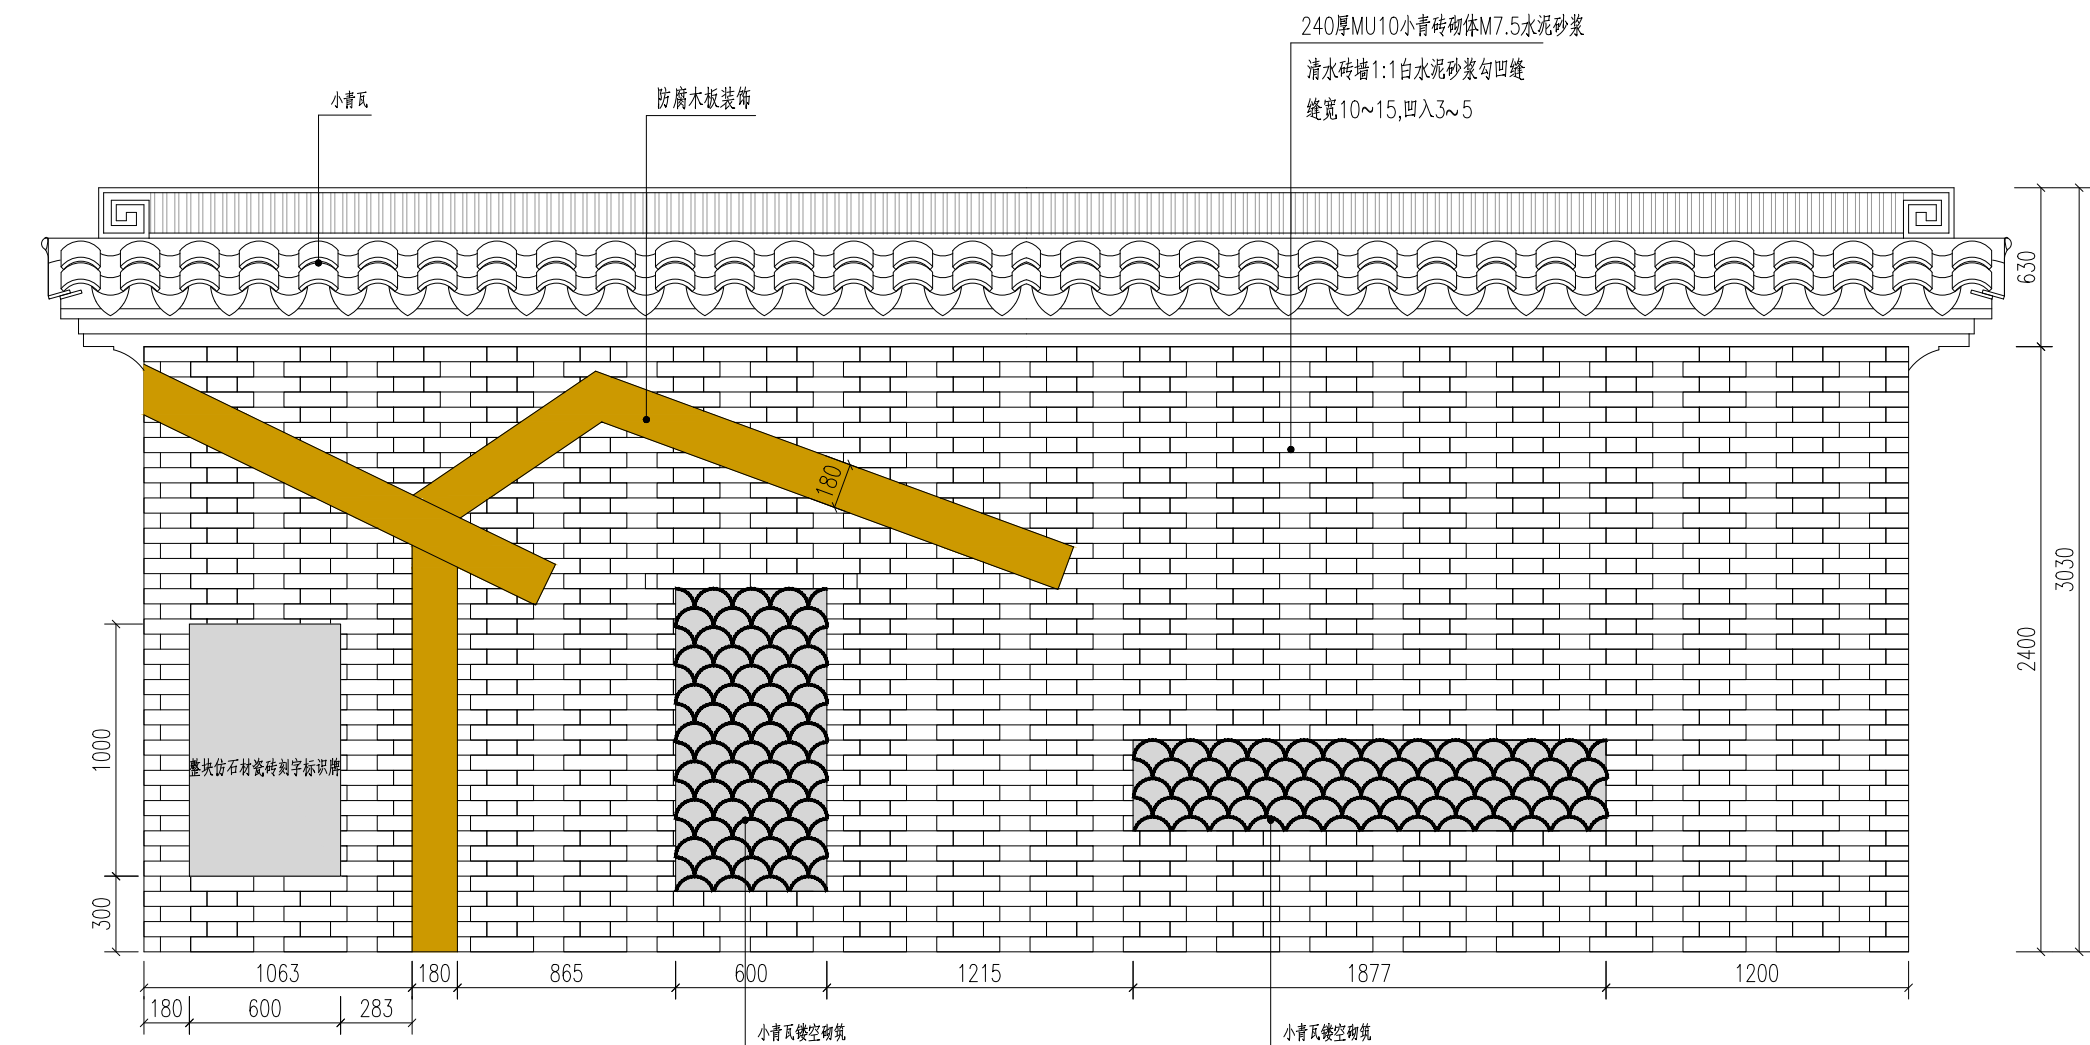 240厚MU10小青砖砌体M7.5水泥砂浆
清水砖墙1:1白水泥砂浆勾凹缝
缝宽10~15,凹入3~5
小青瓦
防腐木板装饰
630
3030
2400
180
1000
整块仿石材瓷砖刻字标识牌
300
1063
180
865
600
1215
1877
1200
180
600
283
小青瓦镂空砌筑
小青瓦镂空砌筑